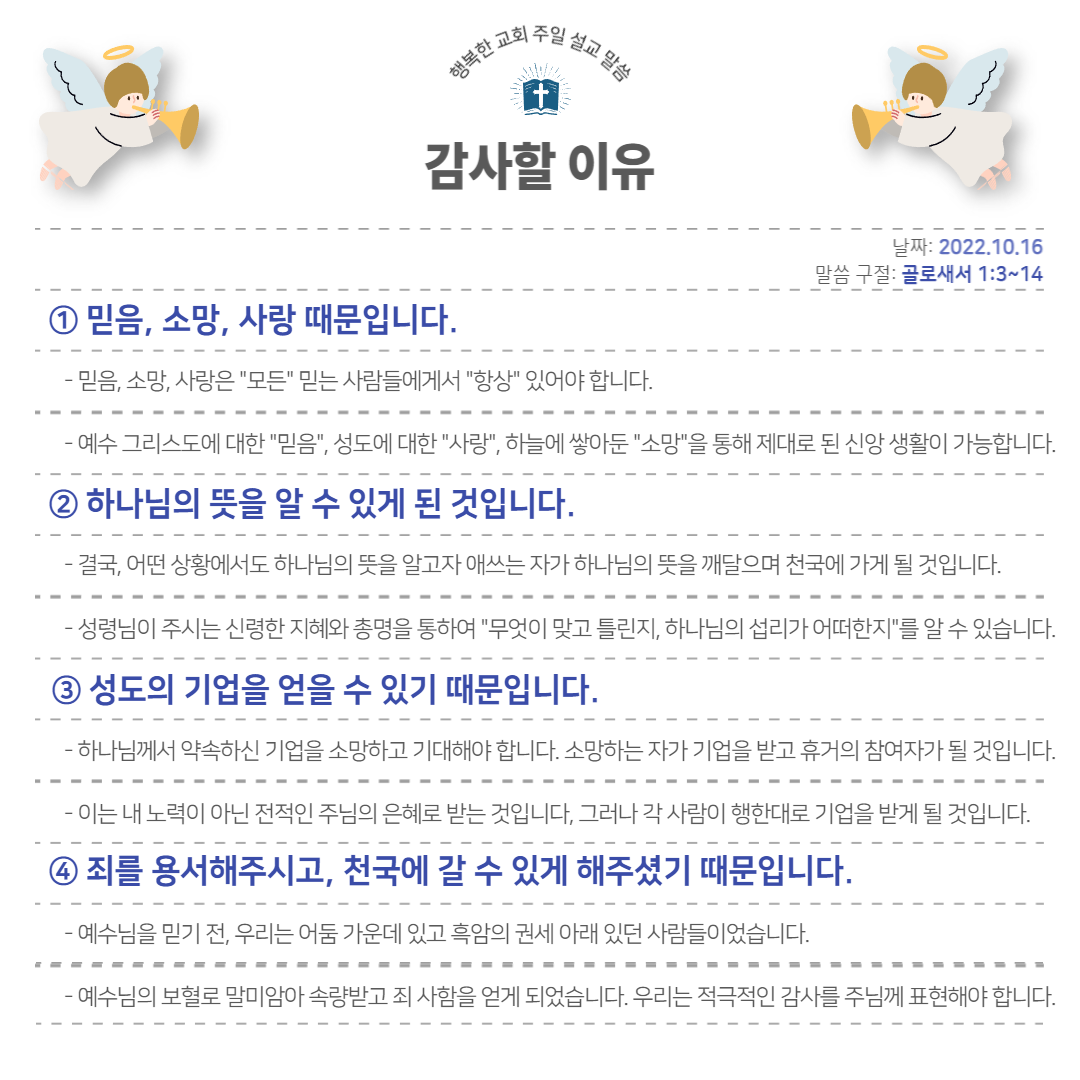 행복한 교회 주일 설교 말씀
감사할 이유
날짜: 2022.10.16
말씀 구절: 골로새서 1:3~14
① 믿음, 소망, 사랑 때문입니다.
- 믿음, 소망, 사랑은 "모든" 믿는 사람들에게서 "항상" 있어야 합니다.
- 예수 그리스도에 대한 "믿음", 성도에 대한 "사랑", 하늘에 쌓아둔 "소망"을 통해 제대로 된 신앙 생활이 가능합니다.
② 하나님의 뜻을 알 수 있게 된 것입니다.
- 결국, 어떤 상황에서도 하나님의 뜻을 알고자 애쓰는 자가 하나님의 뜻을 깨달으며 천국에 가게 될 것입니다.
- 성령님이 주시는 신령한 지혜와 총명을 통하여 "무엇이 맞고 틀린지, 하나님의 섭리가 어떠한지"를 알 수 있습니다.
③ 성도의 기업을 얻을 수 있기 때문입니다.
- 하나님께서 약속하신 기업을 소망하고 기대해야 합니다. 소망하는 자가 기업을 받고 휴거의 참여자가 될 것입니다.
- 이는 내 노력이 아닌 전적인 주님의 은혜로 받는 것입니다, 그러나 각 사람이 행한대로 기업을 받게 될 것입니다.
④ 죄를 용서해주시고, 천국에 갈 수 있게 해주셨기 때문입니다.
- 예수님을 믿기 전, 우리는 어둠 가운데 있고 흑암의 권세 아래 있던 사람들이었습니다.
- 예수님의 보혈로 말미암아 속량받고 죄 사함을 얻게 되었습니다. 우리는 적극적인 감사를 주님께 표현해야 합니다.